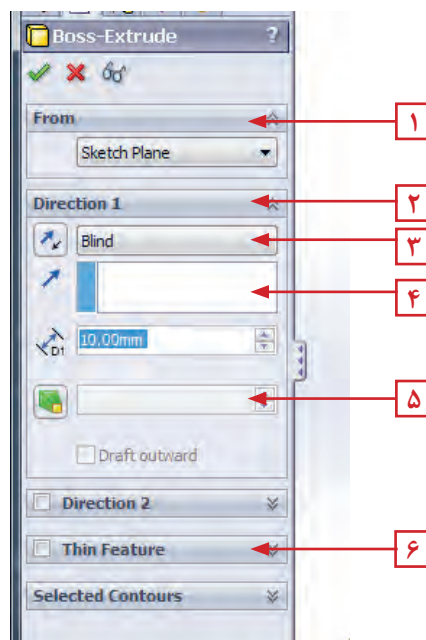 Boss-Extrude ?
From
۱
Sketch Plane
Direction 1
۲
Blind
۳
۴
D1
10.00mm
۵
Draft outward
Direction 2
Thin Feature
۶
Selected Contours